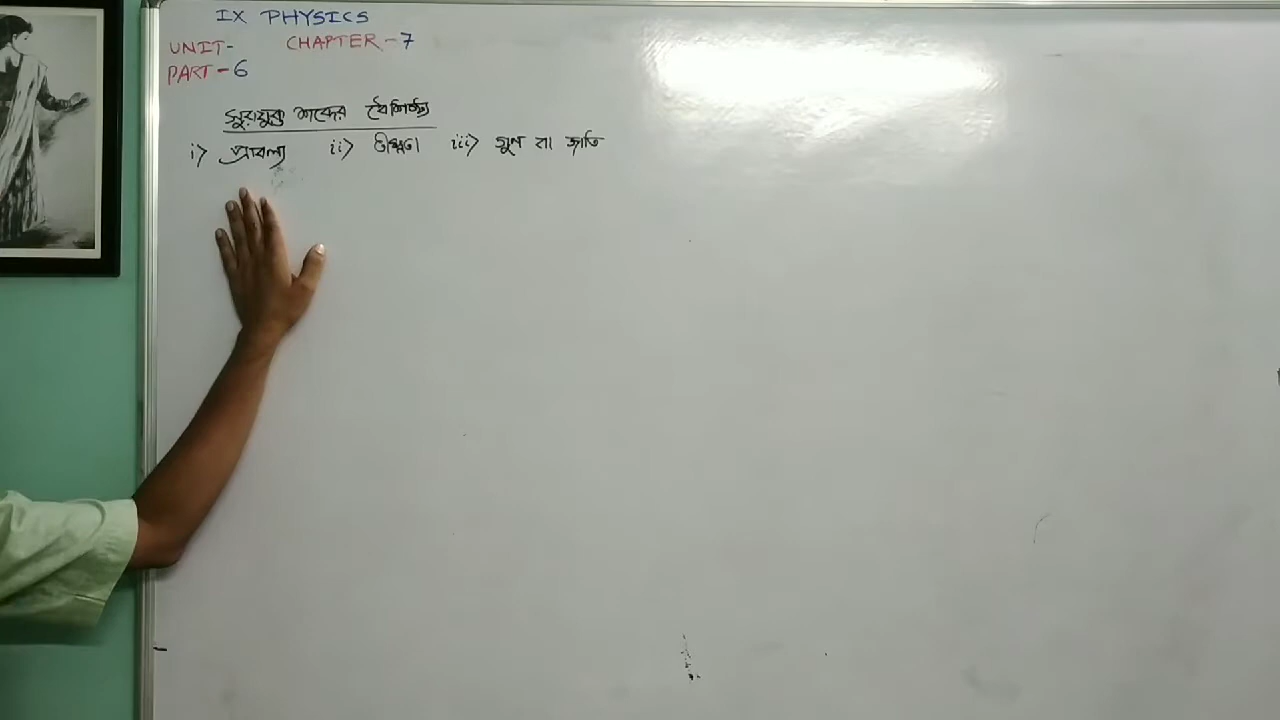 IX PHYSICS
UNIT- CHAPTER-7
PART-6
সুরযুক্ত শব্দের বৈশিষ্ট্য
i> প্রাবল্য ii> তীক্ষ্ণতা iii> গুণ বা জাতি